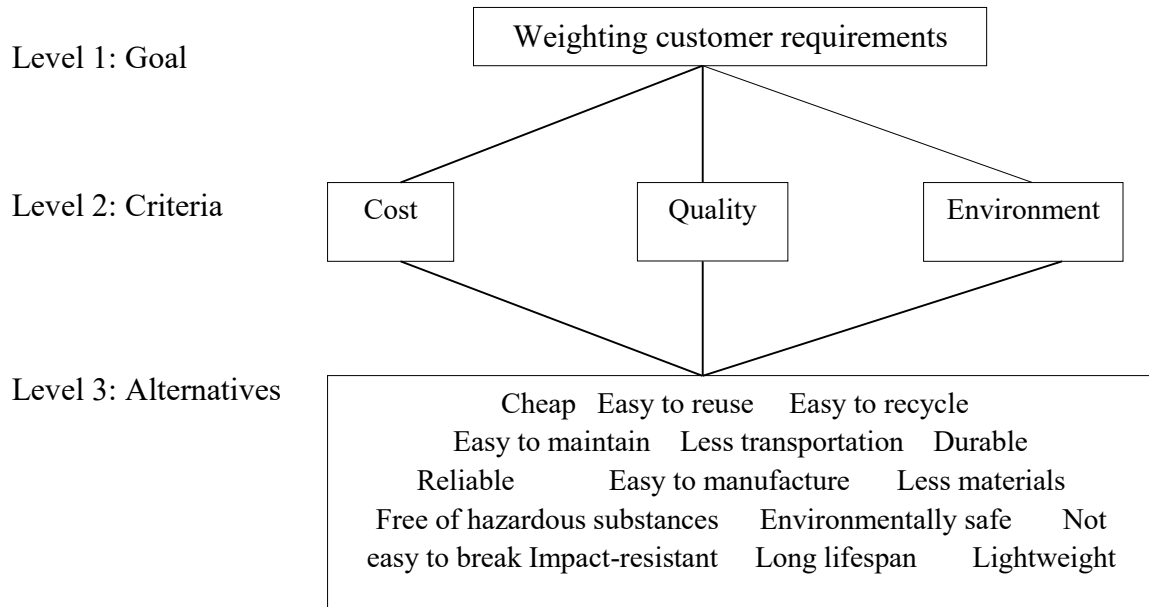 Weighting customer requirements
Level 1: Goal
Level 2: Criteria
Cost
Quality
Environment
Level 3: Alternatives
Cheap Easy to reuse Easy to recycle
Easy to maintain Less transportation Durable
Reliable Easy to manufacture Less materials
Free of hazardous substances Environmentally safe Not
easy to break Impact-resistant Long lifespan Lightweight